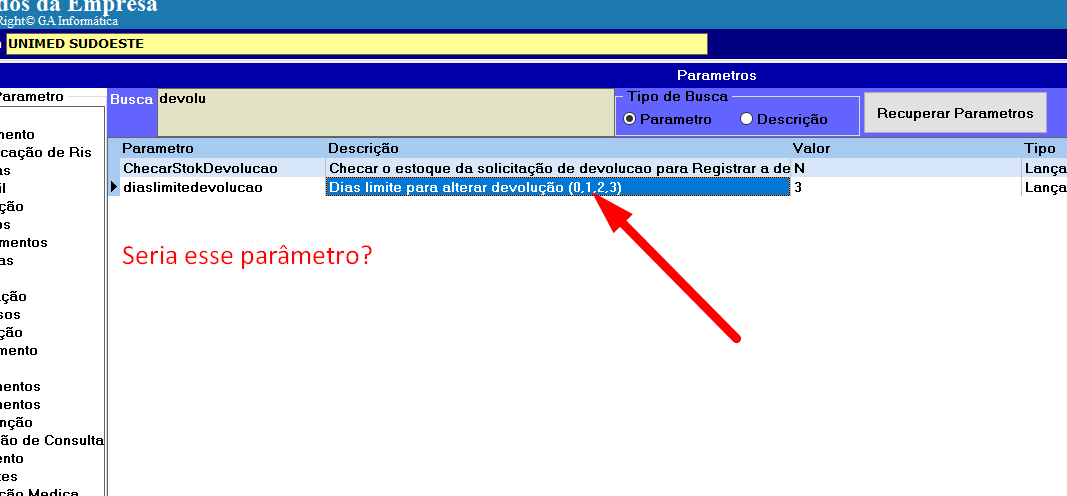 dos da Empresa
Right© GA Informática
UNIMED SUDOESTE
Parametros
Parametro
Busca devolu
Tipo de Busca
Parametro Descrição
Recuperar Parametros
Parametro Descrição Valor Tipo
ChecarStokDevolucao Checar o estoque da solicitação de devolucao para Registrar a de N Lança
diaslimitedevolucao Dias limite para alterar devolução (0,1,2,3) 3 Lança
Seria esse parâmetro?
mento
cação de Ris
as
il
ção
os
mentos
as
ção
sos
ção
mento
mentos
mentos
nção
ão de Consulta
ento
tes
ção Medica